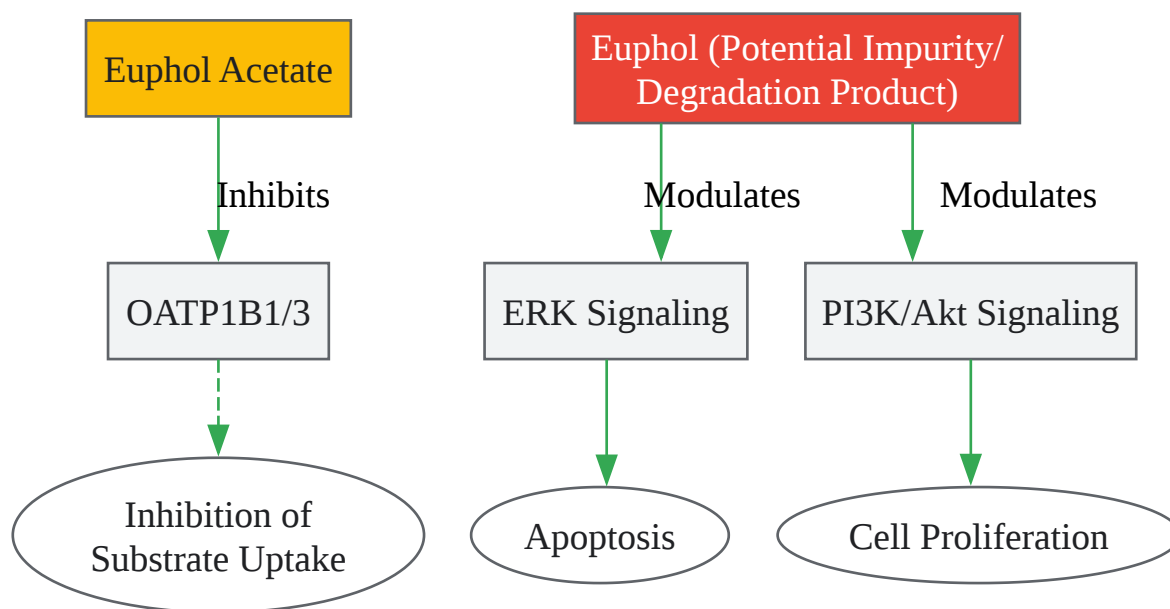 Euphol Acetate
Euphol (Potential Impurity/
Degradation Product)
Inhibits
Modulates
Modulates
OATP1B1/3
ERK Signaling
PI3K/Akt Signaling
Inhibition of
Substrate Uptake
Apoptosis
Cell Proliferation